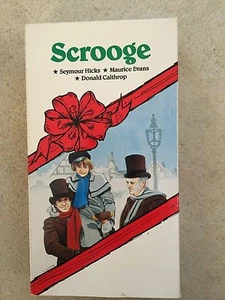 Scrooge
★ Seymour Hicks ★ Maurice Evans
★ Donald Calthrop